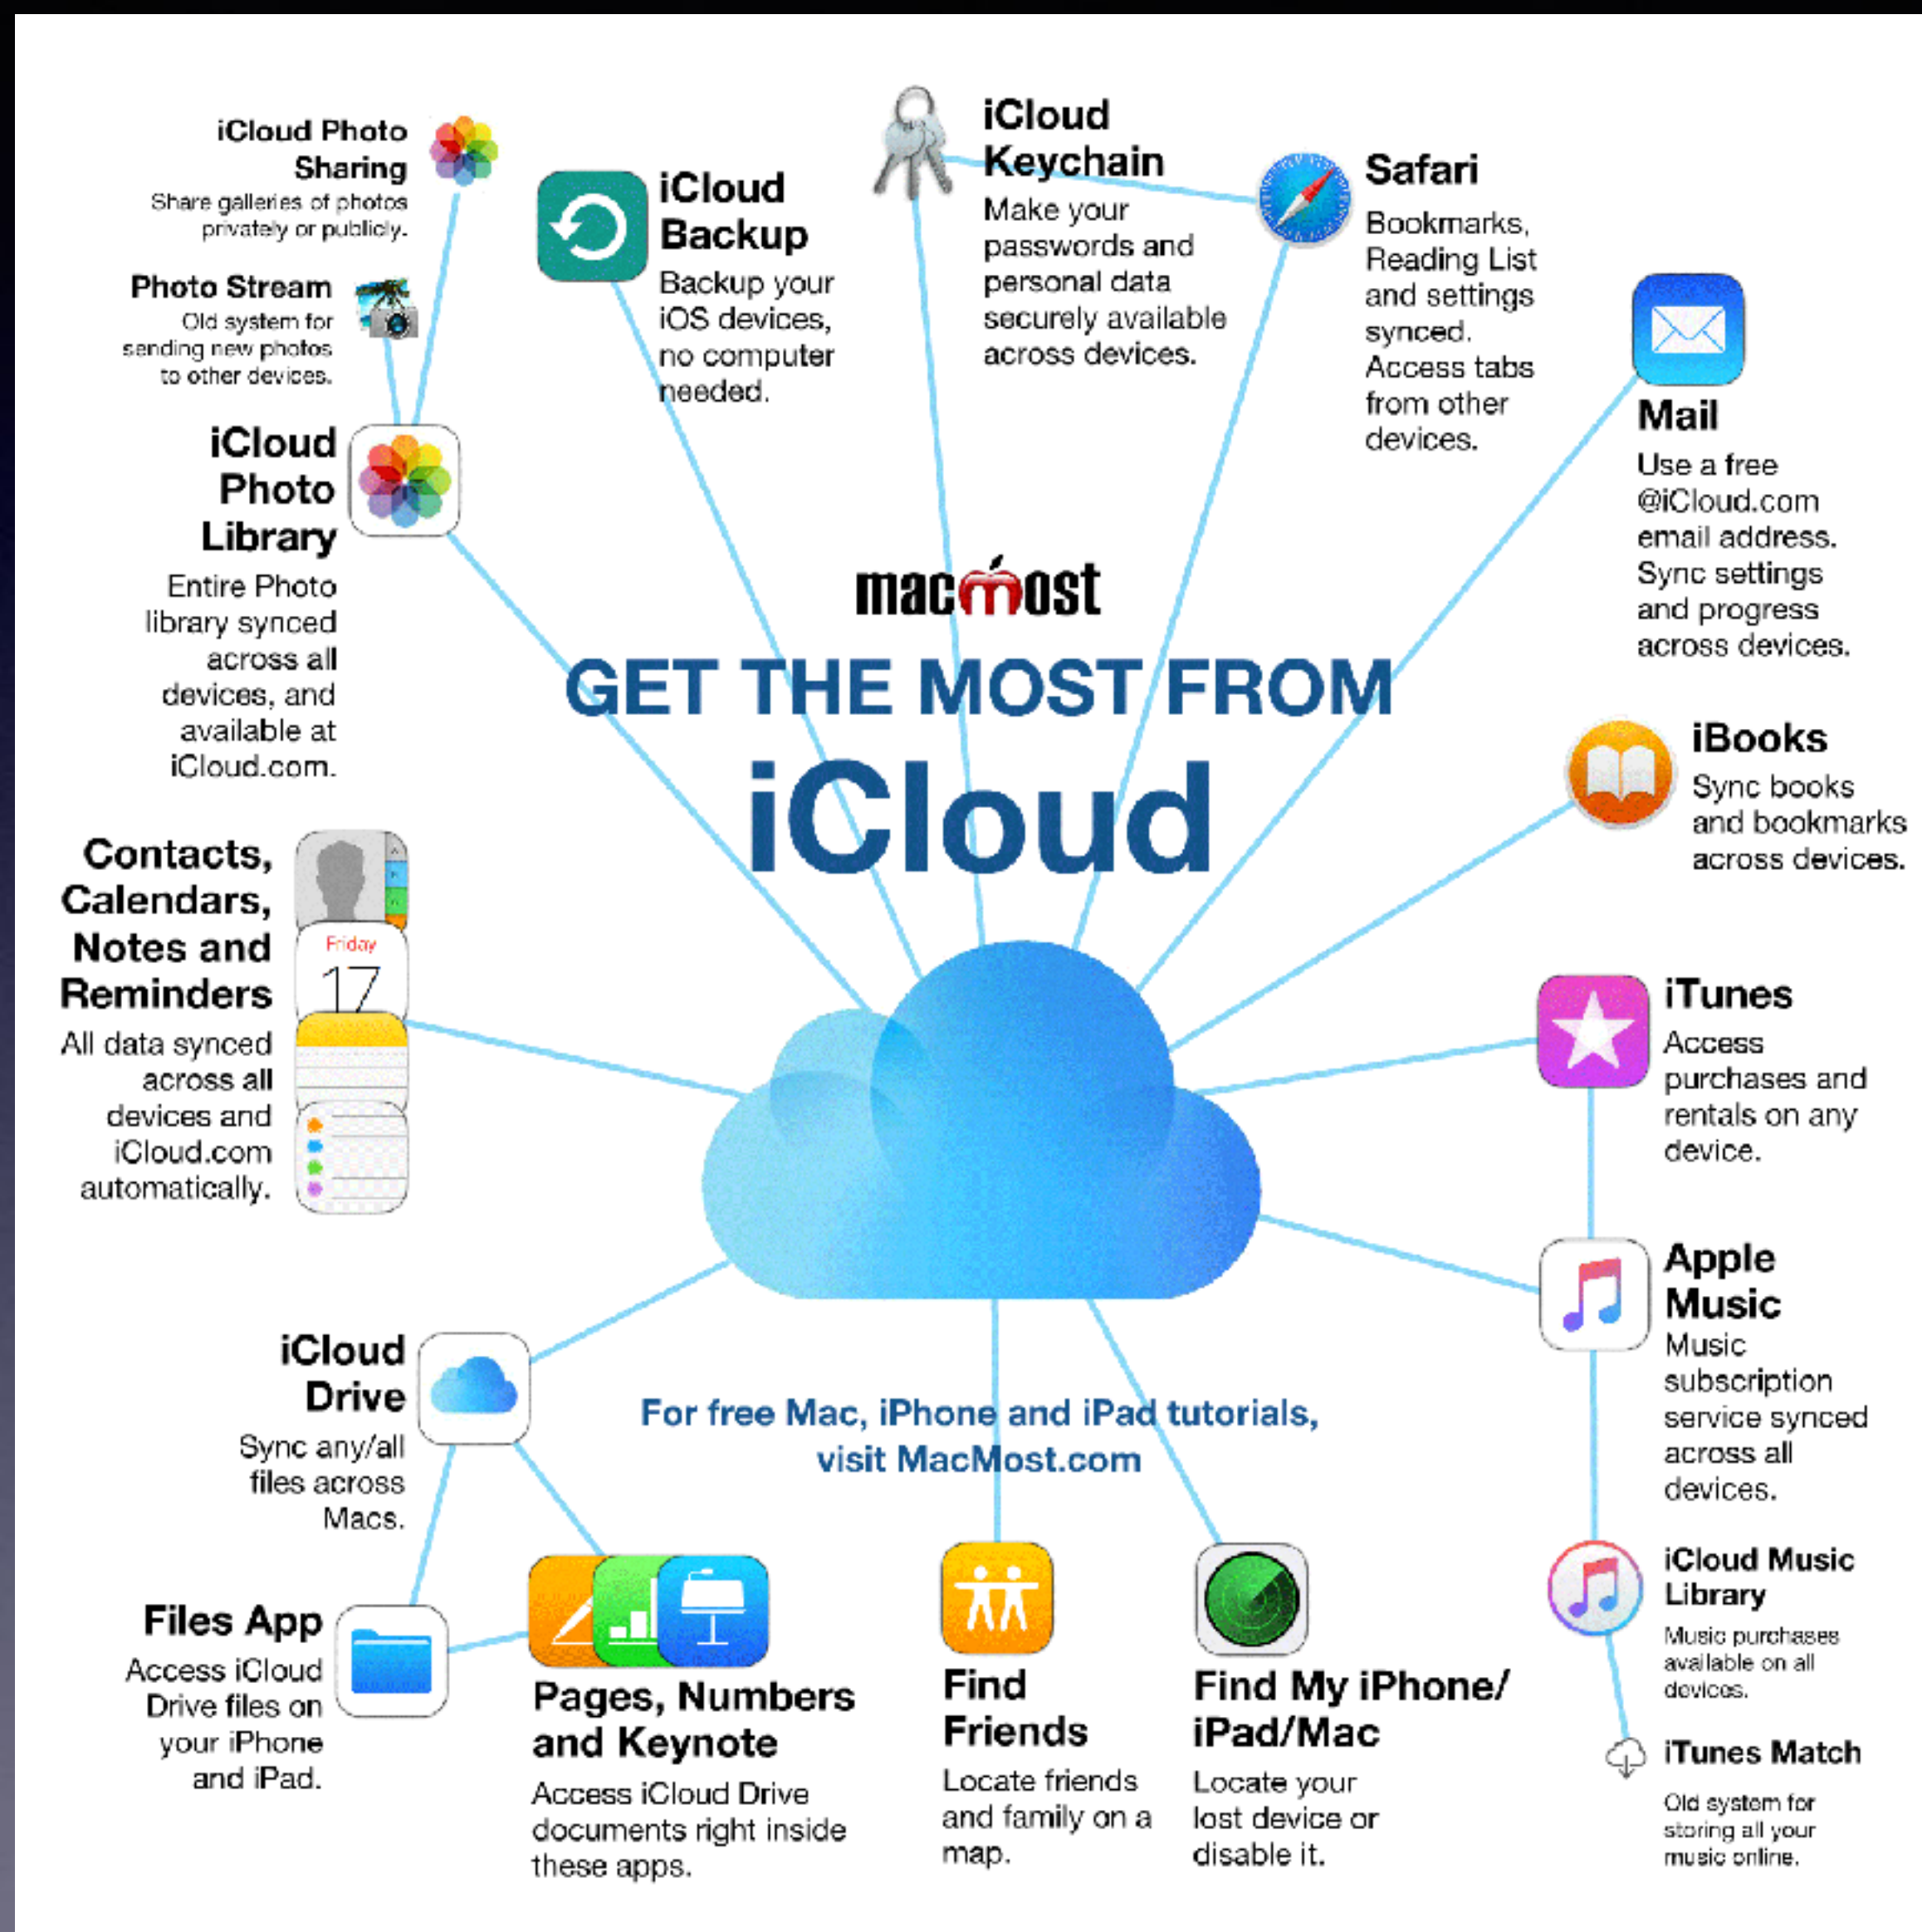 iCloud Photo
Sharing
Share galleries of photos
privately or publicly.
Photo Stream
Old system for
sending new photos
to other devices.
iCloud
Photo
Library
Entire Photo
library synced
across all
devices, and
available at
iCloud.com.
iCloud
Backup
Backup your
iOS devices,
no computer
needed.
iCloud
Keychain
Make your
passwords and
personal data
securely available
across devices.
Safari
Bookmarks,
Reading List
and settings
synced.
Access tabs
from other
devices.
Mail
Use a free
@iCloud.com
email address.
Sync settings
and progress
across devices.
macmost
GET THE MOST FROM
iCloud
iBooks
Sync books
and bookmarks
across devices.
Contacts,
Calendars,
Notes and
Reminders
All data synced
across all
devices and
iCloud.com
automatically.
Friday
17
iTunes
Access
purchases and
rentals on any
device.
Apple
Music
Music
subscription
service synced
across all
devices.
iCloud Music
Library
Music purchases
available on all
devices.
iTunes Match
Old system for
storing all your
music online.
iCloud
Drive
Sync any/all
files across
Macs.
For free Mac, iPhone and iPad tutorials,
visit MacMost.com
Files App
Access iCloud
Drive files on
your iPhone
and iPad.
Pages, Numbers
and Keynote
Access iCloud Drive
documents right inside
these apps.
Find
Friends
Locate friends
and family on a
map.
Find My iPhone/
iPad/Mac
Locate your
lost device or
disable it.